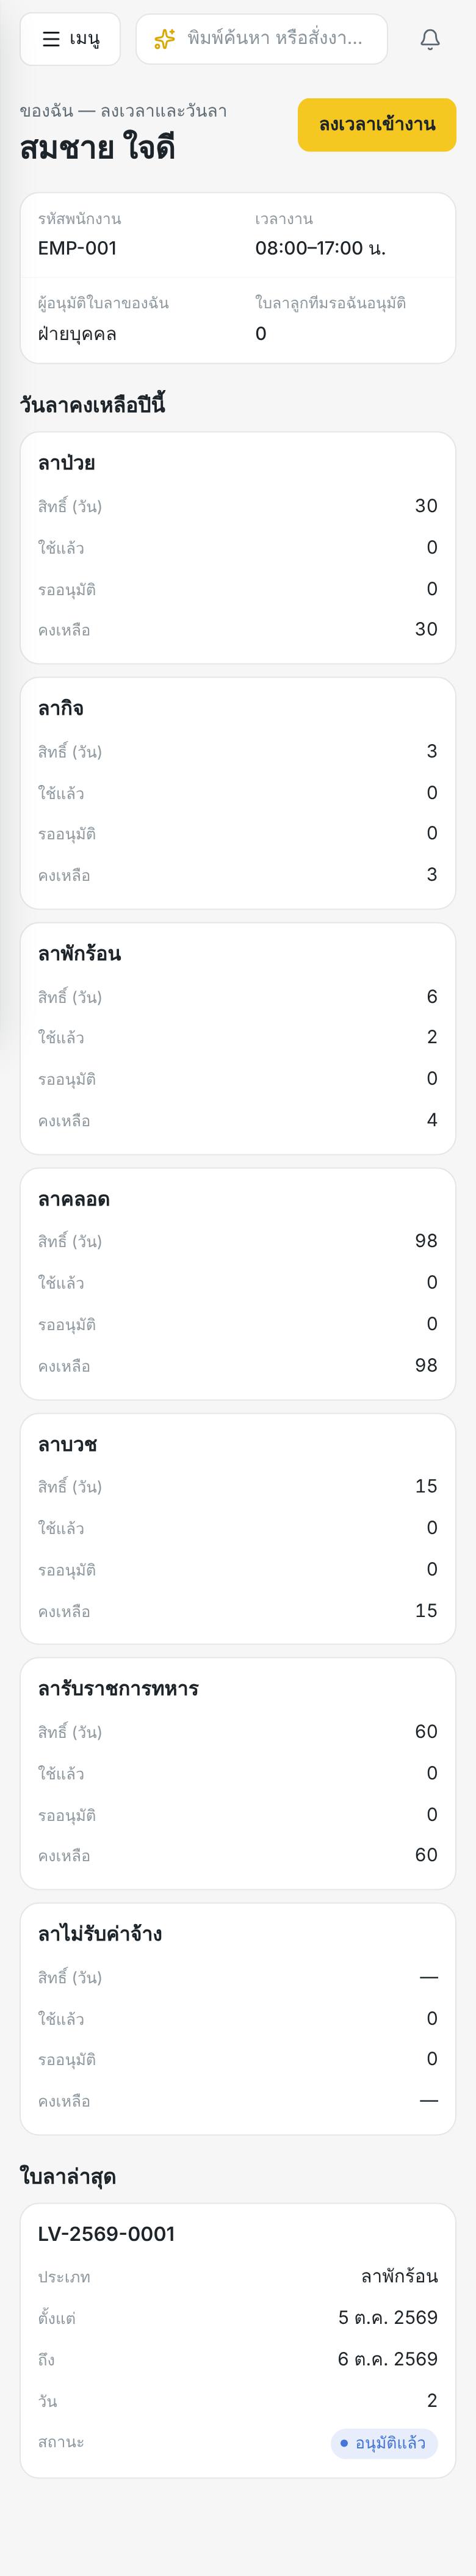 เมนู
พิมพ์ค้นหา หรือสั่งงา...
ของฉัน — ลงเวลาและวันลา
สมชาย ใจดี
ลงเวลาเข้างาน
รหัสพนักงาน
EMP-001
เวลางาน
08:00–17:00 น.
ผู้อนุมัติใบลาของฉัน
ฝ่ายบุคคล
ใบลาลูกทีมรอฉันอนุมัติ
0
วันลาคงเหลือปีนี้
ลาป่วย
สิทธิ์ (วัน) 30
ใช้แล้ว 0
รออนุมัติ 0
คงเหลือ 30
ลากิจ
สิทธิ์ (วัน) 3
ใช้แล้ว 0
รออนุมัติ 0
คงเหลือ 3
ลาพักร้อน
สิทธิ์ (วัน) 6
ใช้แล้ว 2
รออนุมัติ 0
คงเหลือ 4
ลาคลอด
สิทธิ์ (วัน) 98
ใช้แล้ว 0
รออนุมัติ 0
คงเหลือ 98
ลาบวช
สิทธิ์ (วัน) 15
ใช้แล้ว 0
รออนุมัติ 0
คงเหลือ 15
ลารับราชการทหาร
สิทธิ์ (วัน) 60
ใช้แล้ว 0
รออนุมัติ 0
คงเหลือ 60
ลาไม่รับค่าจ้าง
สิทธิ์ (วัน) —
ใช้แล้ว 0
รออนุมัติ 0
คงเหลือ —
ใบลาล่าสุด
LV-2569-0001
ประเภท ลาพักร้อน
ตั้งแต่ 5 ต.ค. 2569
ถึง 6 ต.ค. 2569
วัน 2
สถานะ อนุมัติแล้ว